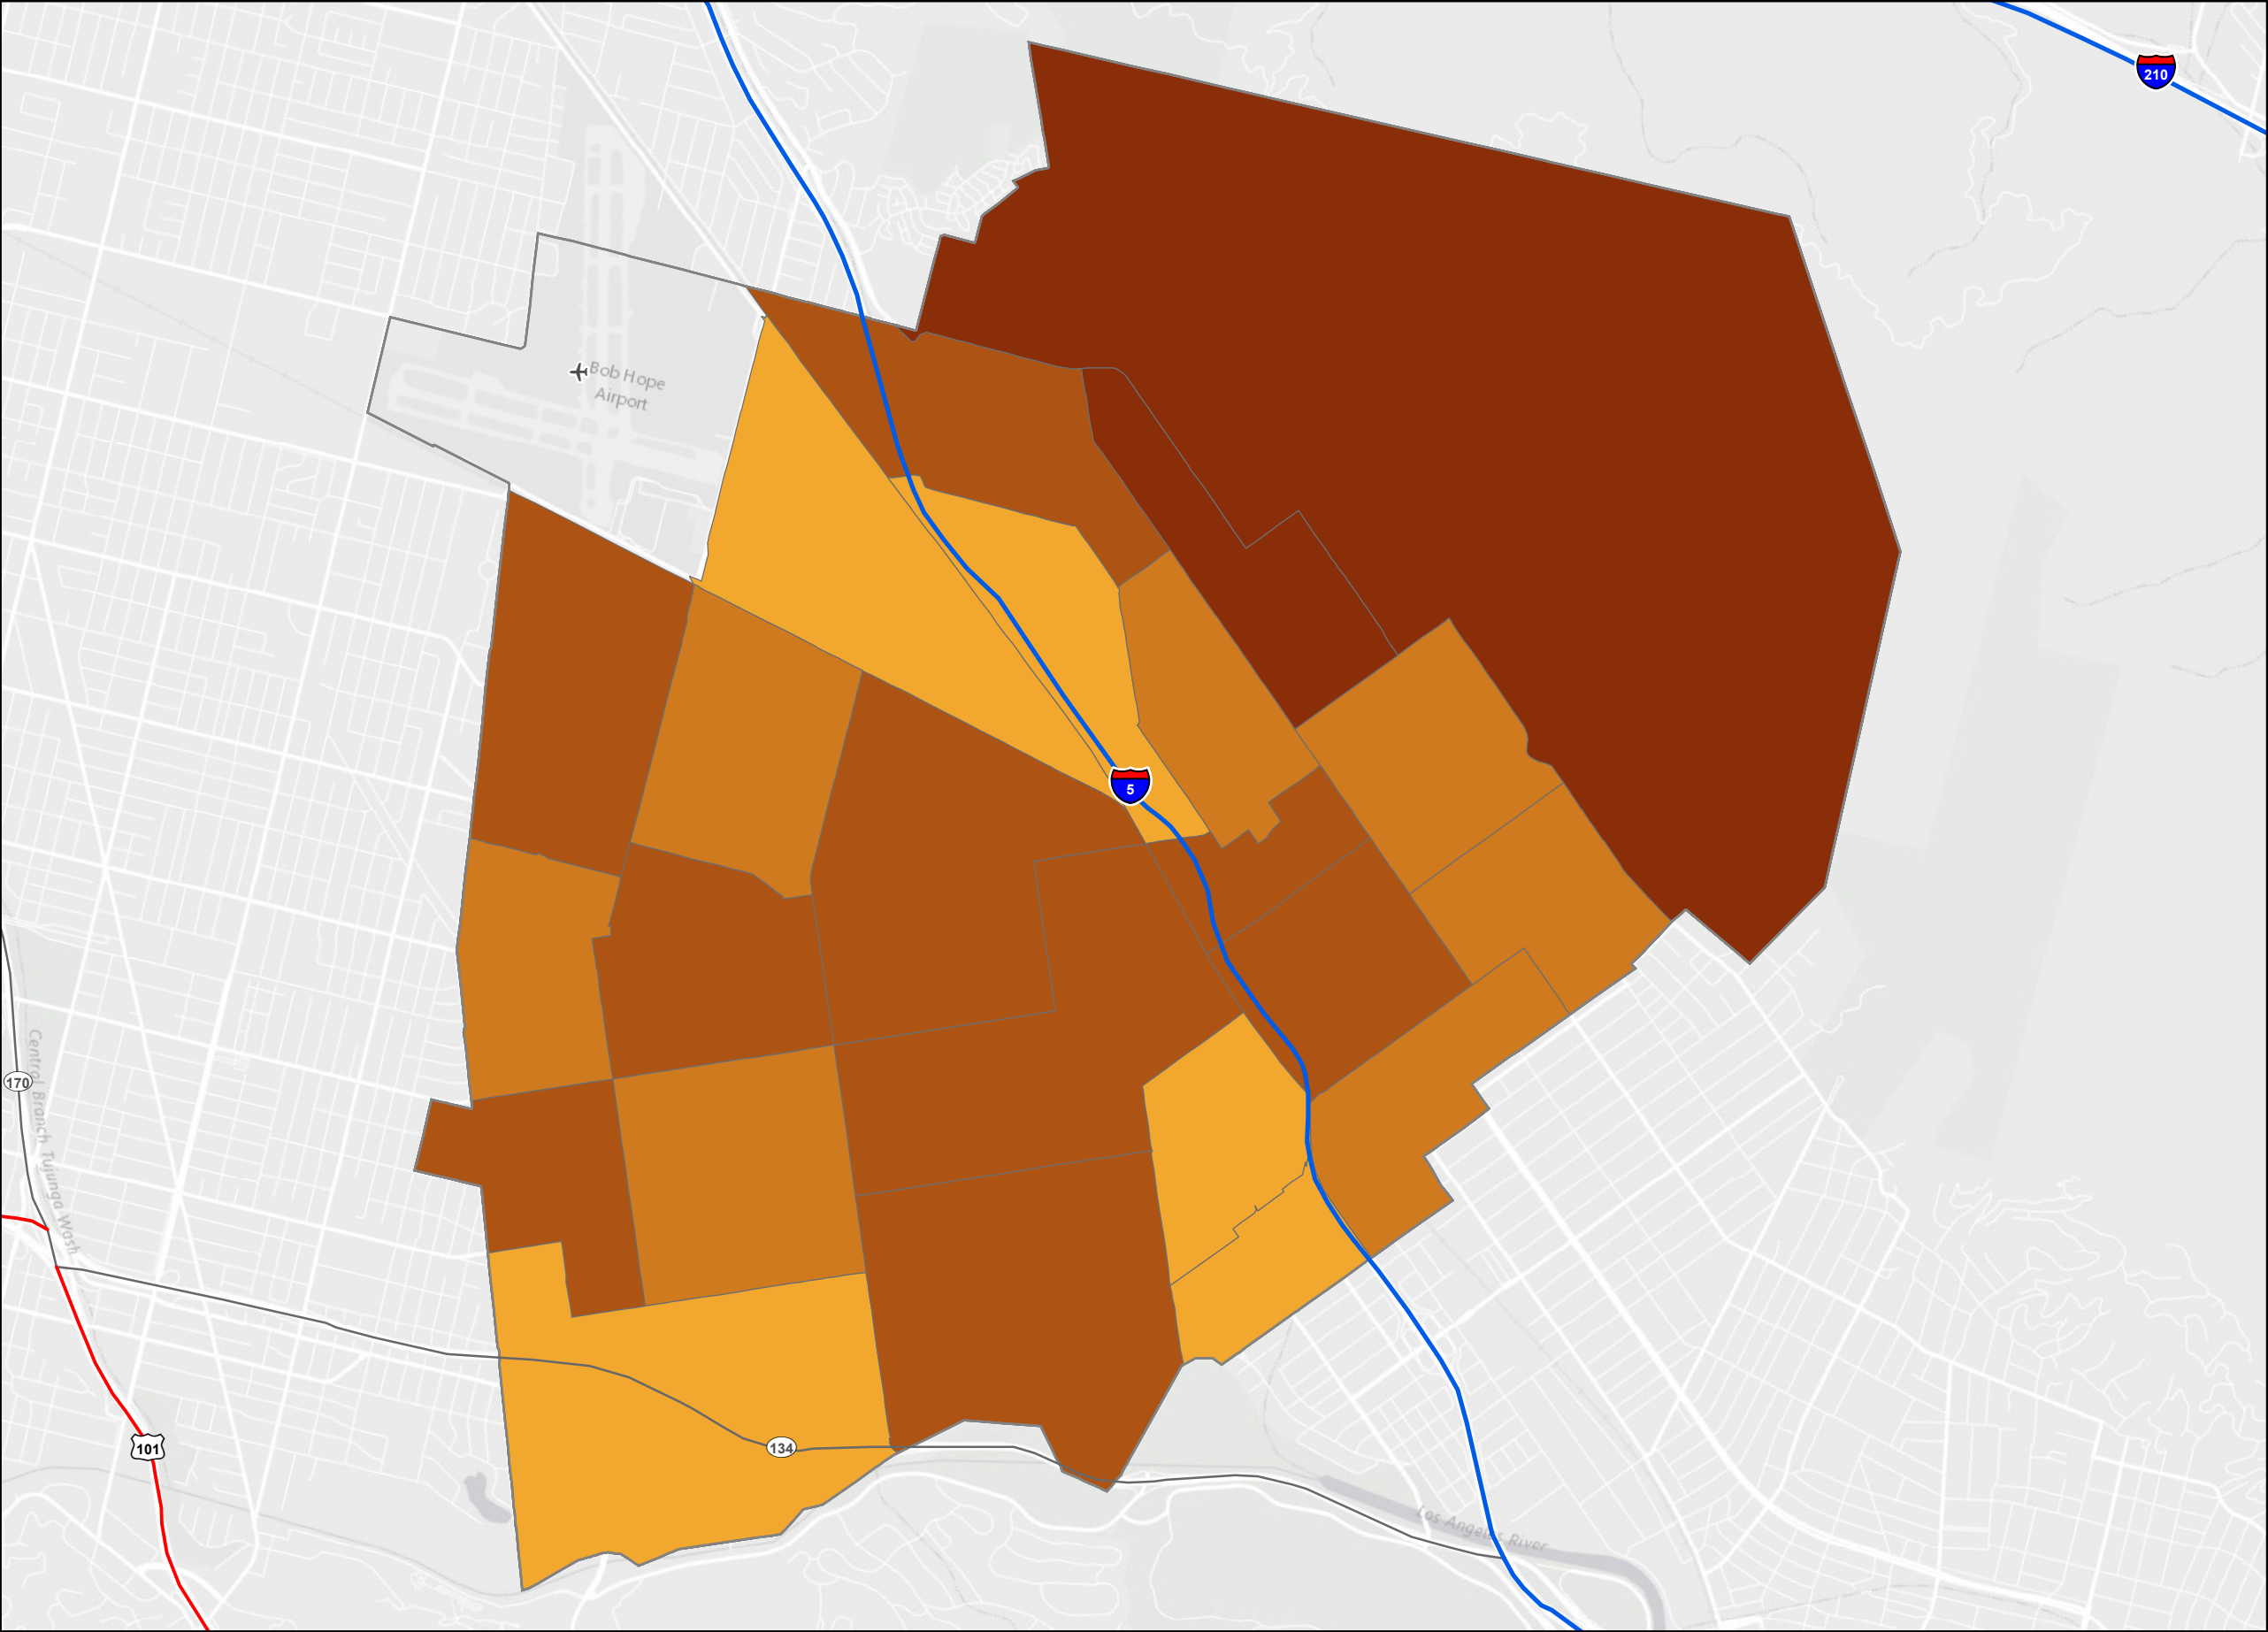 210
Bob Hope
Airport
5
170
Central Branch Tujunga Wash
101
134
Los Angeles River